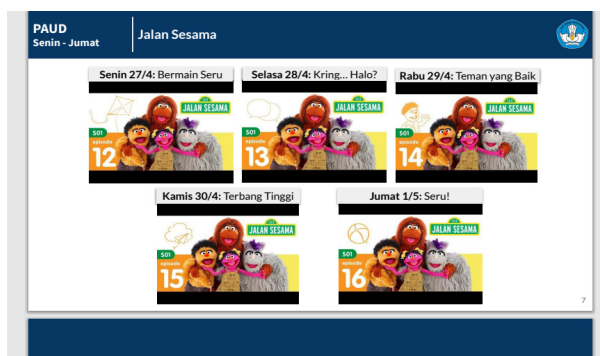 PAUD
Senin - Jumat
Jalan Sesama
Senin 27/4: Bermain Seru
Selasa 28/4: Kring... Halo?
Rabu 29/4: Teman yang Baik
JALAN SESAMA
S01
episode
12
JALAN SESAMA
S01
episode
13
JALAN SESAMA
S01
episode
14
Kamis 30/4: Terbang Tinggi
Jumat 1/5: Seru!
JALAN SESAMA
S01
episode
15
JALAN SESAMA
S01
episode
16
7